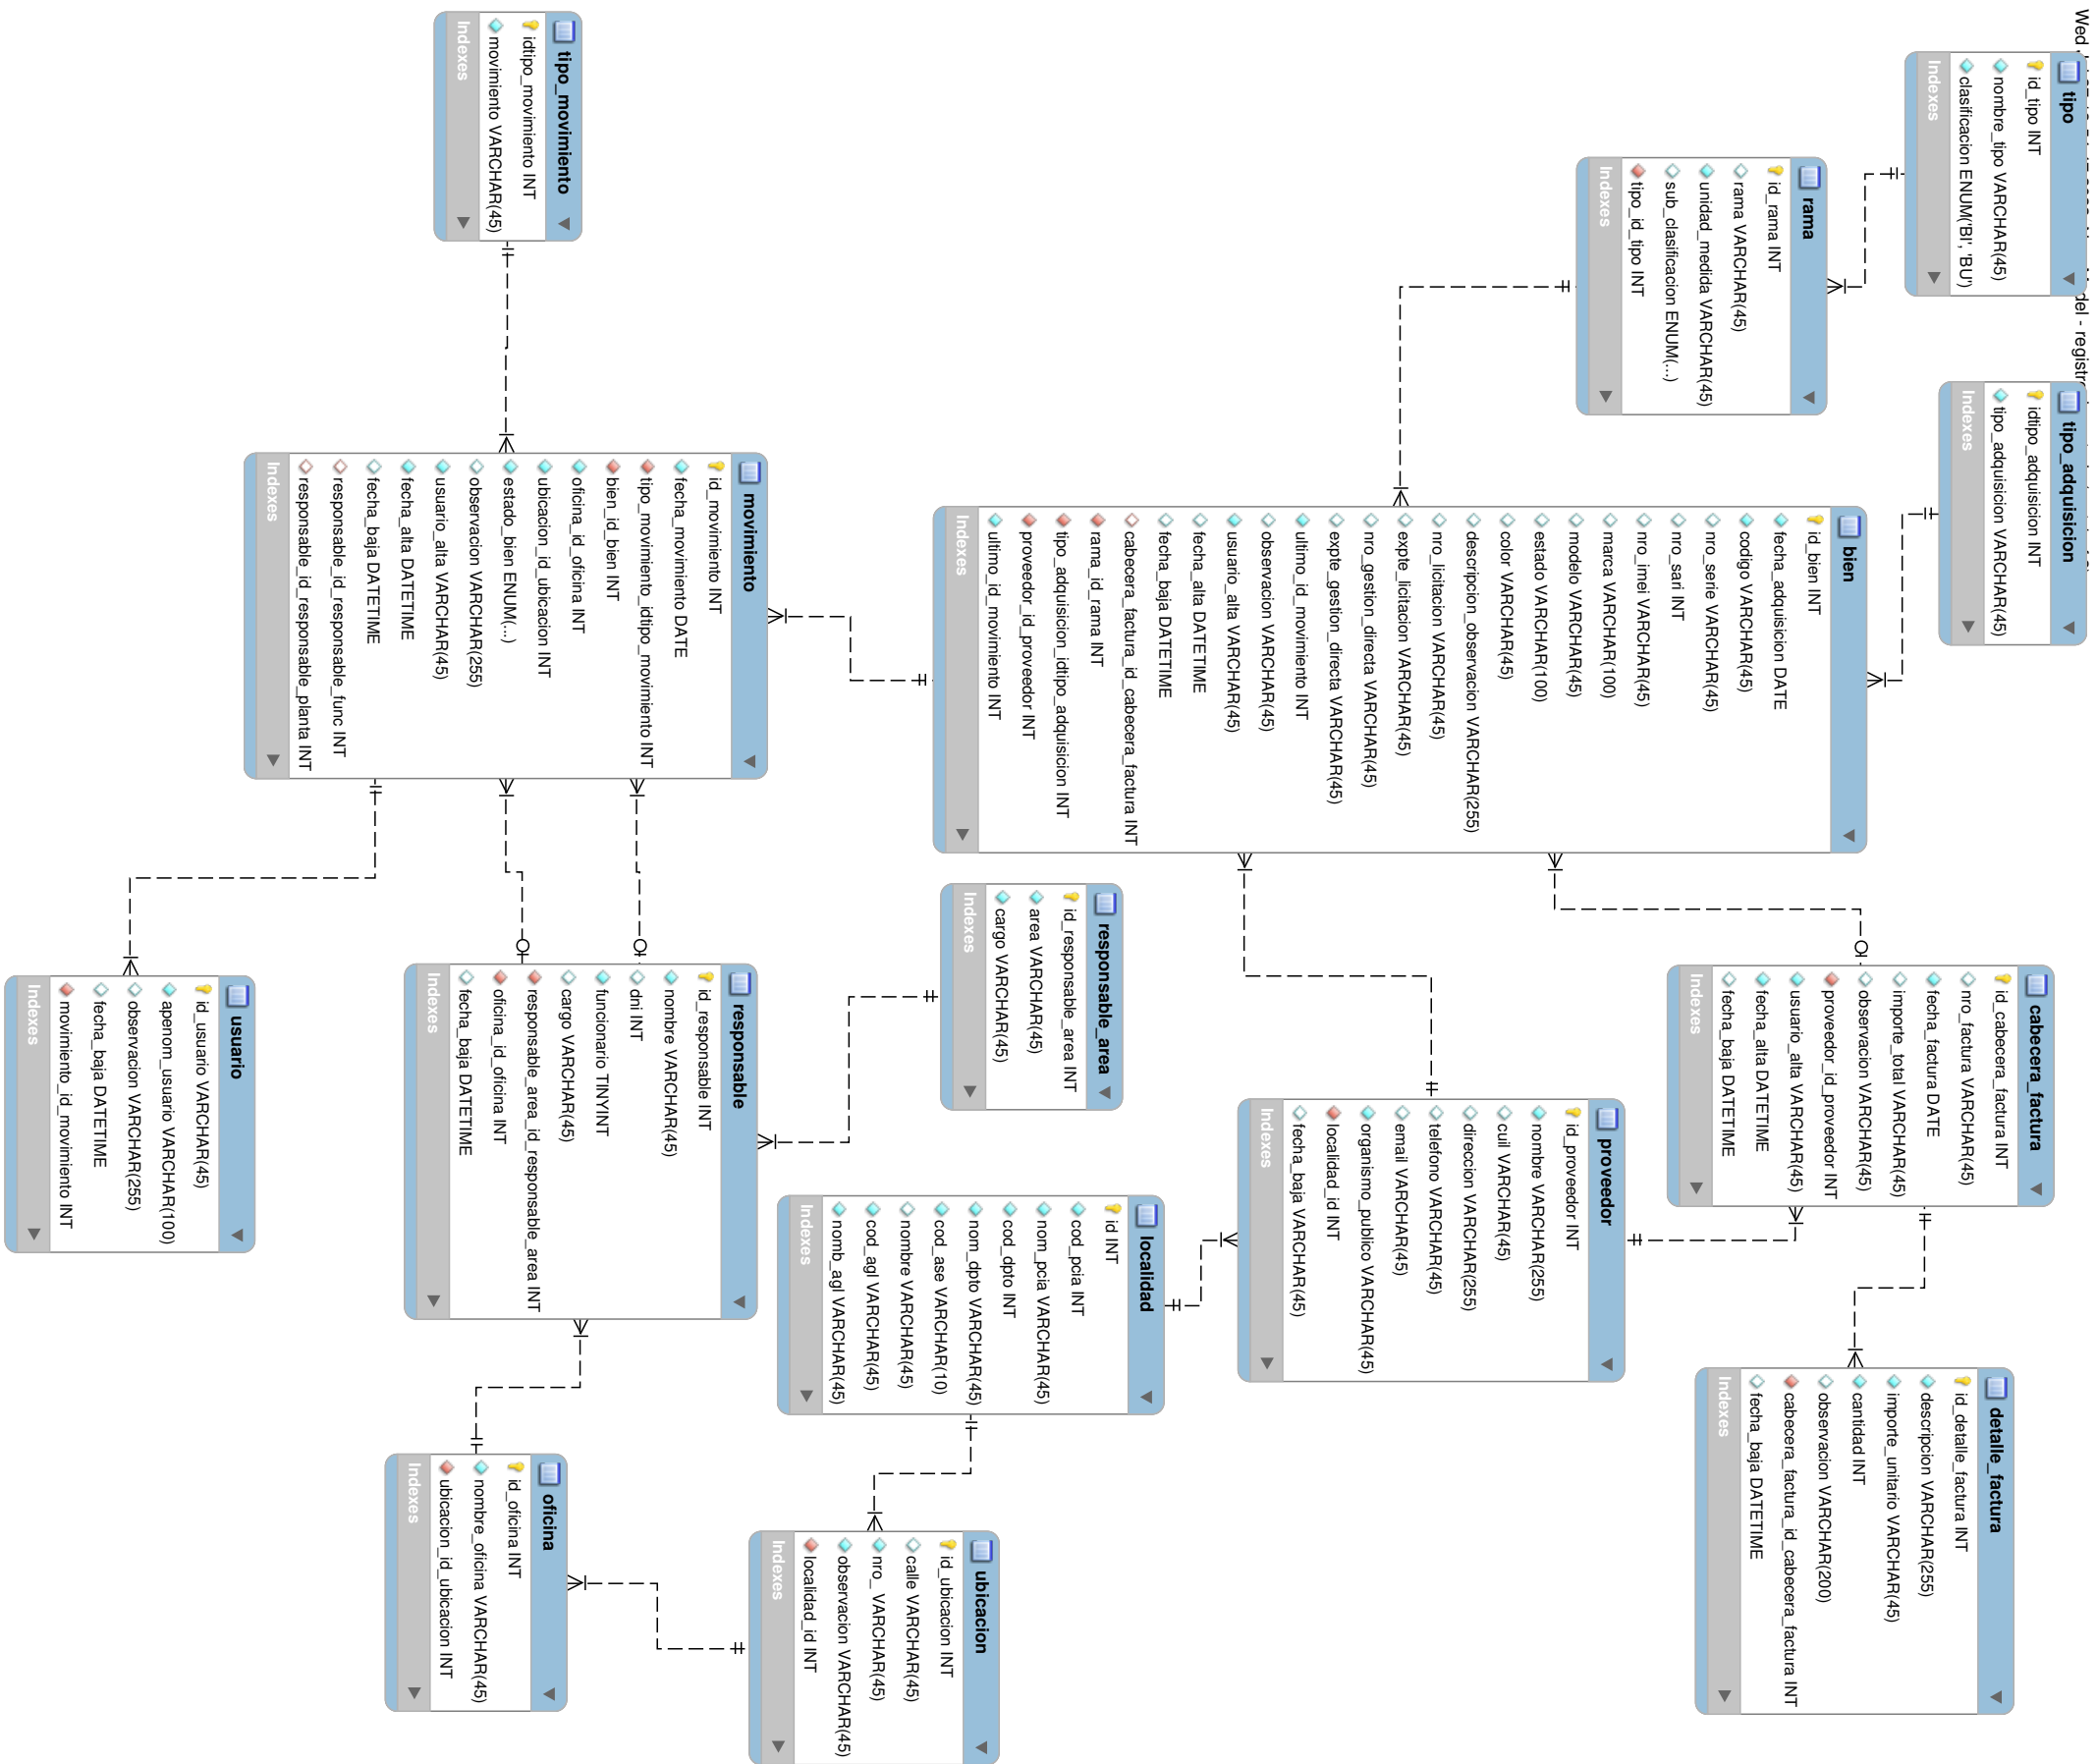 tipo
id_tipo INT
nombre_tipo VARCHAR(45)
clasificacion ENUM('BI', 'BU')
Indexes
tipo_adquisicion
idtipo_adquisicion INT
tipo_adquisicion VARCHAR(45)
Indexes
rama
id_rama INT
rama VARCHAR(45)
unidad_medida VARCHAR(45)
sub_clasificacion ENUM(...)
tipo_id_tipo INT
Indexes
bien
id_bien INT
fecha_adquisicion DATE
codigo VARCHAR(45)
nro_serie VARCHAR(45)
nro_sari INT
nro_imei VARCHAR(45)
marca VARCHAR(100)
modelo VARCHAR(45)
estado VARCHAR(100)
color VARCHAR(45)
descripcion_observacion VARCHAR(255)
nro_licitacion VARCHAR(45)
expte_licitacion VARCHAR(45)
nro_gestion_directa VARCHAR(45)
expte_gestion_directa VARCHAR(45)
ultimo_id_movimiento INT
observacion VARCHAR(45)
usuario_alta VARCHAR(45)
fecha_alta DATETIME
fecha_baja DATETIME
cabecera_factura_id_cabecera_factura INT
rama_id_rama INT
tipo_adquisicion_idtipo_adquisicion INT
proveedor_id_proveedor INT
ultimo_id_movimiento INT
Indexes
cabecera_factura
id_cabecera_factura INT
nro_factura VARCHAR(45)
fecha_factura DATE
importe_total VARCHAR(45)
observacion VARCHAR(45)
proveedor_id_proveedor INT
usuario_alta VARCHAR(45)
fecha_alta DATETIME
fecha_baja DATETIME
Indexes
detalle_factura
id_detalle_factura INT
descripcion VARCHAR(255)
importe_unitario VARCHAR(45)
cantidad INT
observacion VARCHAR(200)
cabecera_factura_id_cabecera_factura INT
fecha_baja DATETIME
Indexes
proveedor
id_proveedor INT
nombre VARCHAR(255)
cuil VARCHAR(45)
direccion VARCHAR(255)
telefono VARCHAR(45)
email VARCHAR(45)
organismo_publico VARCHAR(45)
localidad_id INT
fecha_baja VARCHAR(45)
Indexes
responsable_area
id_responsable_area INT
area VARCHAR(45)
cargo VARCHAR(45)
Indexes
localidad
id INT
cod_pcia INT
nom_pcia VARCHAR(45)
cod_dpto INT
nom_dpto VARCHAR(45)
cod_ase VARCHAR(10)
nombre VARCHAR(45)
cod_agl VARCHAR(45)
nomb_agl VARCHAR(45)
Indexes
ubicacion
id_ubicacion INT
calle VARCHAR(45)
nro_ VARCHAR(45)
observacion VARCHAR(45)
localidad_id INT
Indexes
tipo_movimiento
idtipo_movimiento INT
movimiento VARCHAR(45)
Indexes
movimiento
id_movimiento INT
fecha_movimiento DATE
tipo_movimiento_idtipo_movimiento INT
bien_id_bien INT
oficina_id_oficina INT
ubicacion_id_ubicacion INT
estado_bien ENUM(...)
observacion VARCHAR(255)
usuario_alta VARCHAR(45)
fecha_alta DATETIME
fecha_baja DATETIME
responsable_id_responsable_func INT
responsable_id_responsable_planta INT
Indexes
responsable
id_responsable INT
nombre VARCHAR(45)
dni INT
funcionario TINYINT
cargo VARCHAR(45)
responsable_area_id_responsable_area INT
oficina_id_oficina INT
fecha_baja DATETIME
Indexes
oficina
id_oficina INT
nombre_oficina VARCHAR(45)
ubicacion_id_ubicacion INT
Indexes
usuario
id_usuario VARCHAR(45)
apenom_usuario VARCHAR(100)
observacion VARCHAR(255)
fecha_baja DATETIME
movimiento_id_movimiento INT
Indexes
Wed